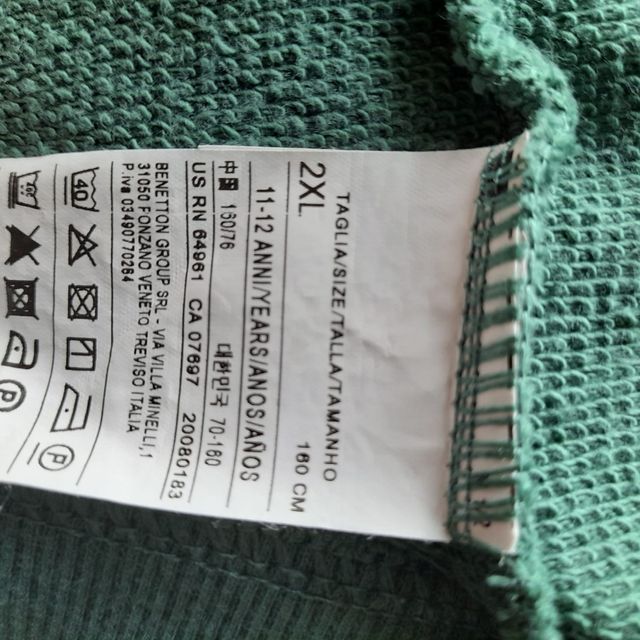 TAGLIA/SIZE/TALLA/TAMANHO
2XL 160 CM
11-12 ANNI/YEARS/ANOS/AÑOS
中国 160/76 대한민국 70-160
US RN 64961 CA 07697 20080183
BENETTON GROUP SRL - VIA VILLA MINELLI,1
31050 PONZANO VENETO TREVISO ITALIA
P.iva 03490770264
40
P
P